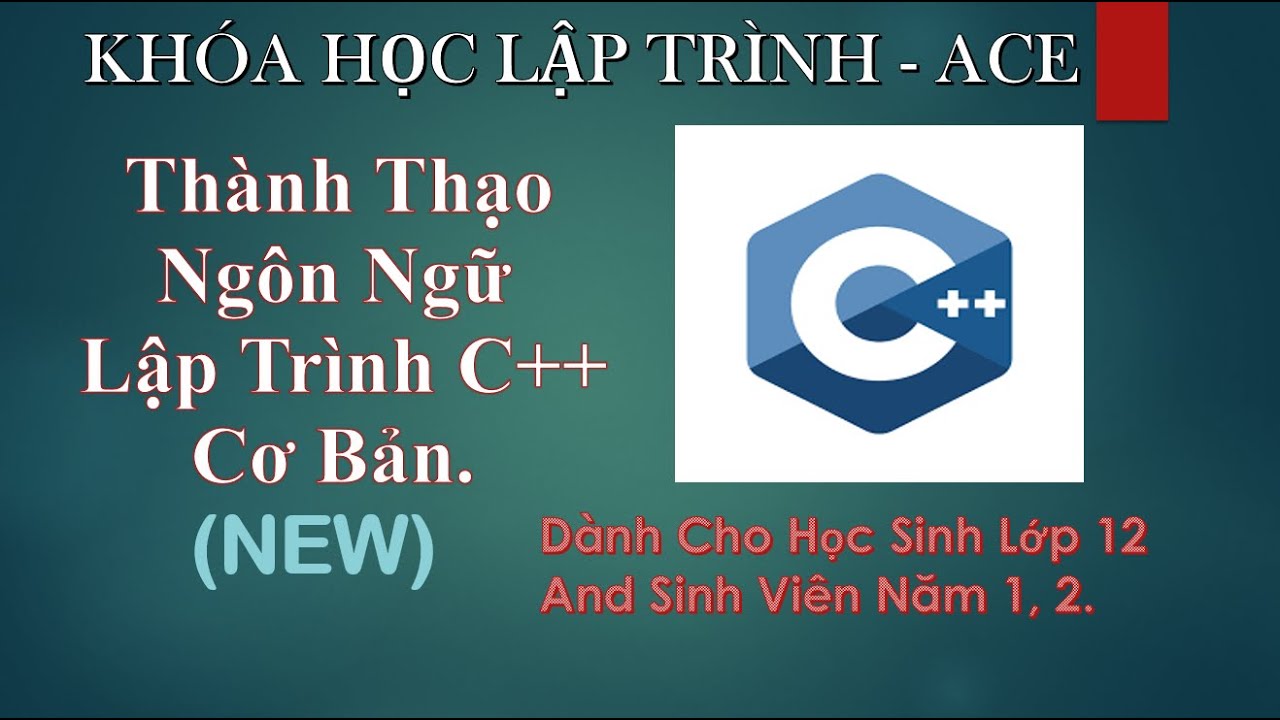 KHÓA HỌC LẬP TRÌNH - ACE
Thành Thạo
Ngôn Ngữ
Lập Trình C++
Cơ Bản.
(NEW)
C++
Dành Cho Học Sinh Lớp 12
And Sinh Viên Năm 1, 2.